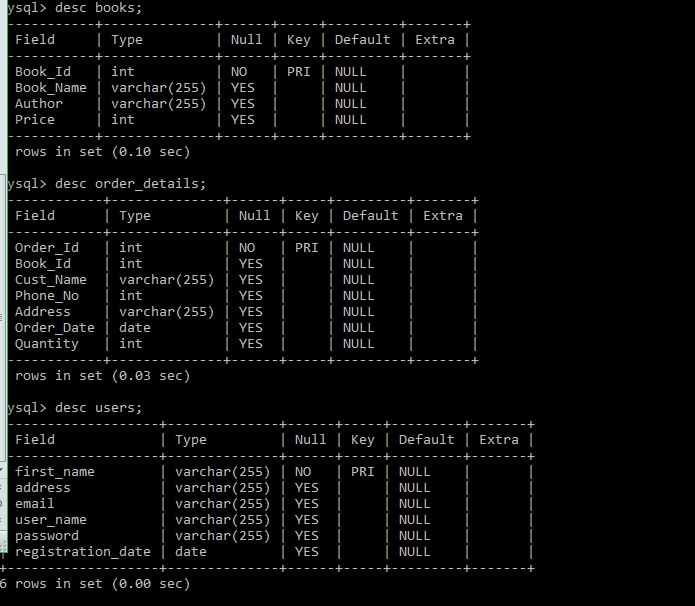 ysql> desc books;
-----------+--------------+------+-----+---------+-------+
Field     | Type         | Null | Key | Default | Extra |
-----------+--------------+------+-----+---------+-------+
Book_Id   | int          | NO   | PRI | NULL    |       |
Book_Name | varchar(255) | YES  |     | NULL    |       |
Author    | varchar(255) | YES  |     | NULL    |       |
Price     | int          | YES  |     | NULL    |       |
-----------+--------------+------+-----+---------+-------+
rows in set (0.10 sec)
ysql> desc order_details;
------------+--------------+------+-----+---------+-------+
Field      | Type         | Null | Key | Default | Extra |
------------+--------------+------+-----+---------+-------+
Order_Id   | int          | NO   | PRI | NULL    |       |
Book_Id    | int          | YES  |     | NULL    |       |
Cust_Name  | varchar(255) | YES  |     | NULL    |       |
Phone_No   | int          | YES  |     | NULL    |       |
Address    | varchar(255) | YES  |     | NULL    |       |
Order_Date | date         | YES  |     | NULL    |       |
Quantity   | int          | YES  |     | NULL    |       |
------------+--------------+------+-----+---------+-------+
rows in set (0.03 sec)
ysql> desc users;
-------------------+--------------+------+-----+---------+-------+
Field             | Type         | Null | Key | Default | Extra |
-------------------+--------------+------+-----+---------+-------+
first_name        | varchar(255) | NO   | PRI | NULL    |       |
address           | varchar(255) | YES  |     | NULL    |       |
email             | varchar(255) | YES  |     | NULL    |       |
user_name         | varchar(255) | YES  |     | NULL    |       |
password          | varchar(255) | YES  |     | NULL    |       |
| registration_date | date         | YES  |     | NULL    |       |
+-------------------+--------------+------+-----+---------+-------+
6 rows in set (0.00 sec)